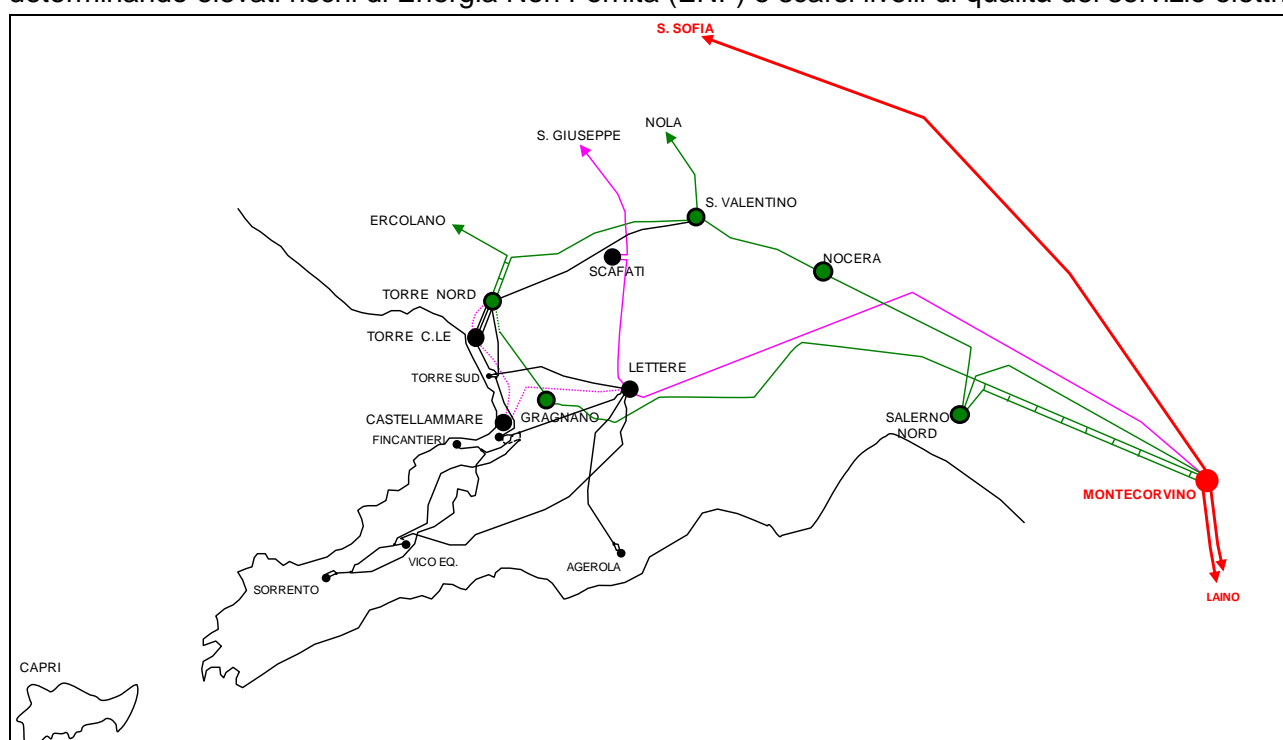 determinando elevati rischi di Energia Non Fornita (ENF) e scarsi livelli di qualità del servizio
S. SOFIA
NOLA
S. GIUSEPPE
S. VALENTINO
ERCOLANO
NOCERA
SCAFATI
TORRE NORD
TORRE C.LE
LETTERE
TORRE SUD
CASTELLAMMARE
GRAGNANO
SALERNO
NORD
FINCANTIERI
MONTECORVINO
VICO EQ.
AGEROLA
SORRENTO
LAINO
CAPRI